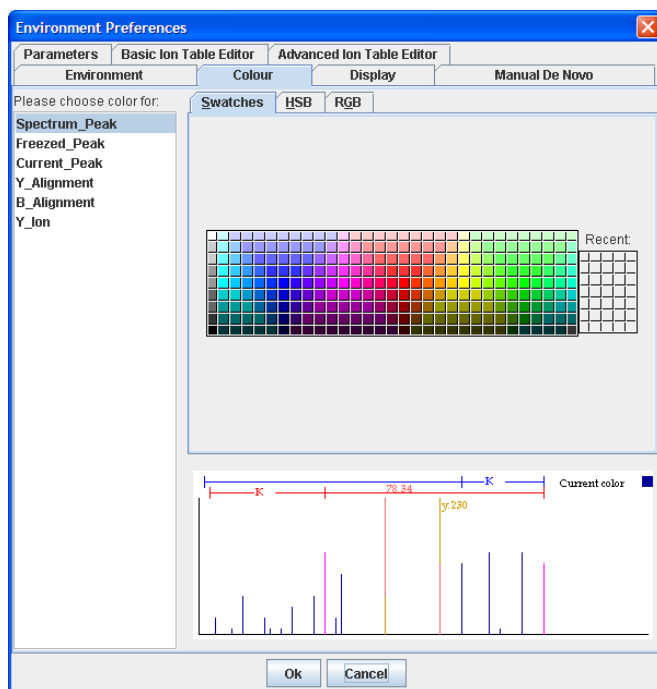 Environment Preferences
Parameters Basic Ion Table Editor Advanced Ion Table Editor
Environment Colour Display Manual De Novo
Please choose color for:
Swatches HSB RGB
Spectrum_Peak
Freezed_Peak
Current_Peak
Y_Alignment
B_Alignment
Y_Ion
Recent:
K Current color
K 78.34
y:230
Ok Cancel